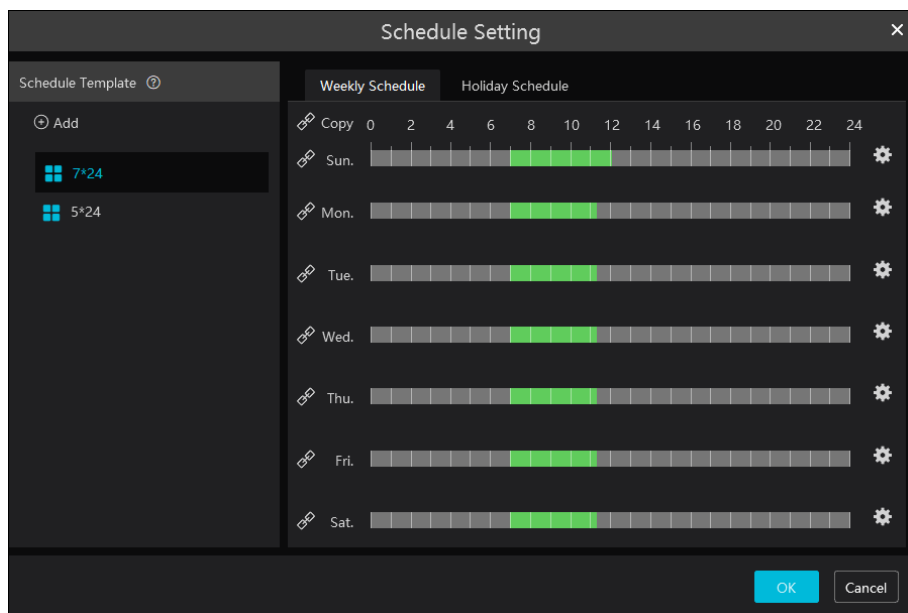 Schedule Setting
Schedule Template
Add
7*24
5*24
Weekly Schedule Holiday Schedule
Copy 0 2 4 6 8 10 12 14 16 18 20 22 24
Sun.
Mon.
Tue.
Wed.
Thu.
Fri.
Sat.
OK Cancel